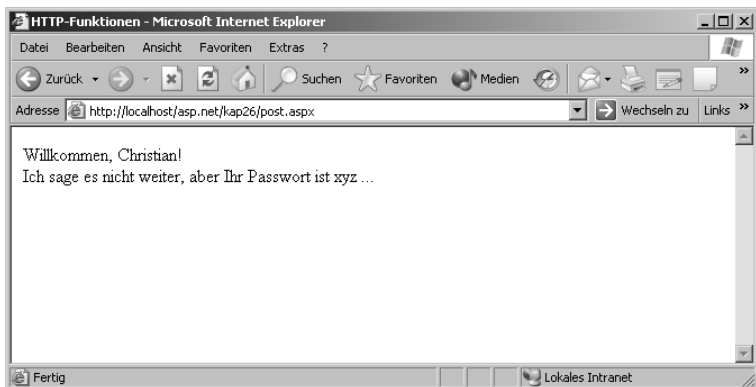 HTTP-Funktionen - Microsoft Internet Explorer
Datei Bearbeiten Ansicht Favoriten Extras ?
Zurück Suchen Favoriten Medien »
Adresse http://localhost/asp.net/kap26/post.aspx Wechseln zu Links »
Willkommen, Christian!
Ich sage es nicht weiter, aber Ihr Passwort ist xyz ...
Fertig Lokales Intranet